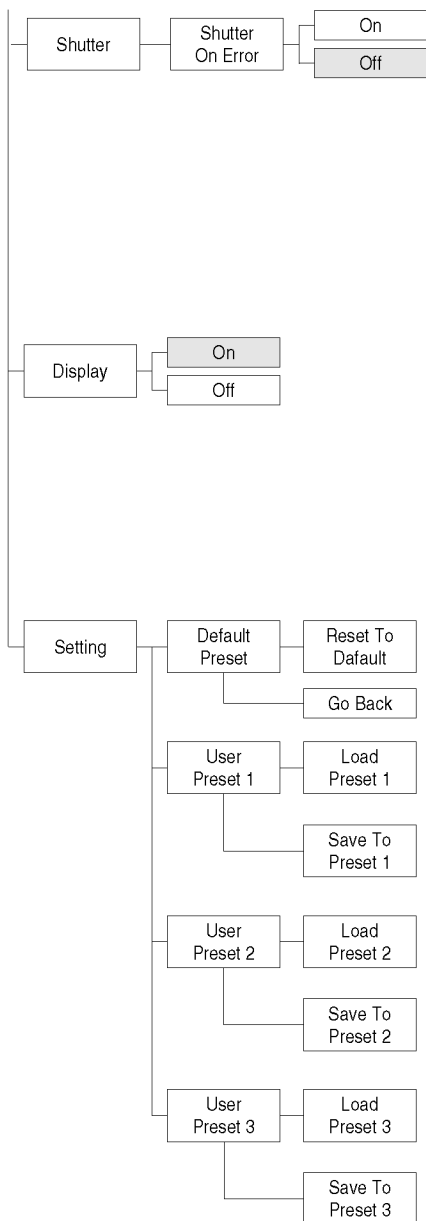 On
Shutter
Shutter
On Error
Off
On
Display
Off
Setting
Default
Preset
Reset To
Dafault
Go Back
User
Preset 1
Load
Preset 1
Save To
Preset 1
User
Preset 2
Load
Preset 2
Save To
Preset 2
User
Preset 3
Load
Preset 3
Save To
Preset 3